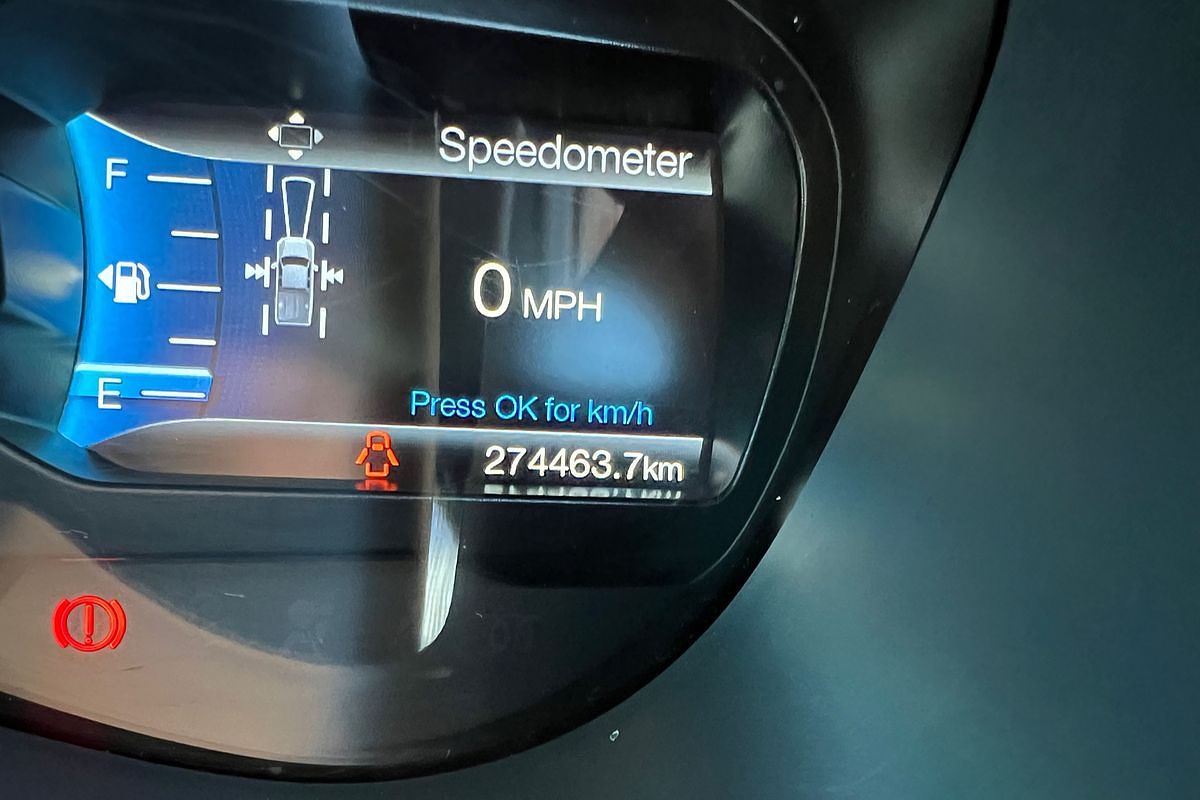 Speedometer
F
0 MPH
E
Press OK for km/h
274463.7km